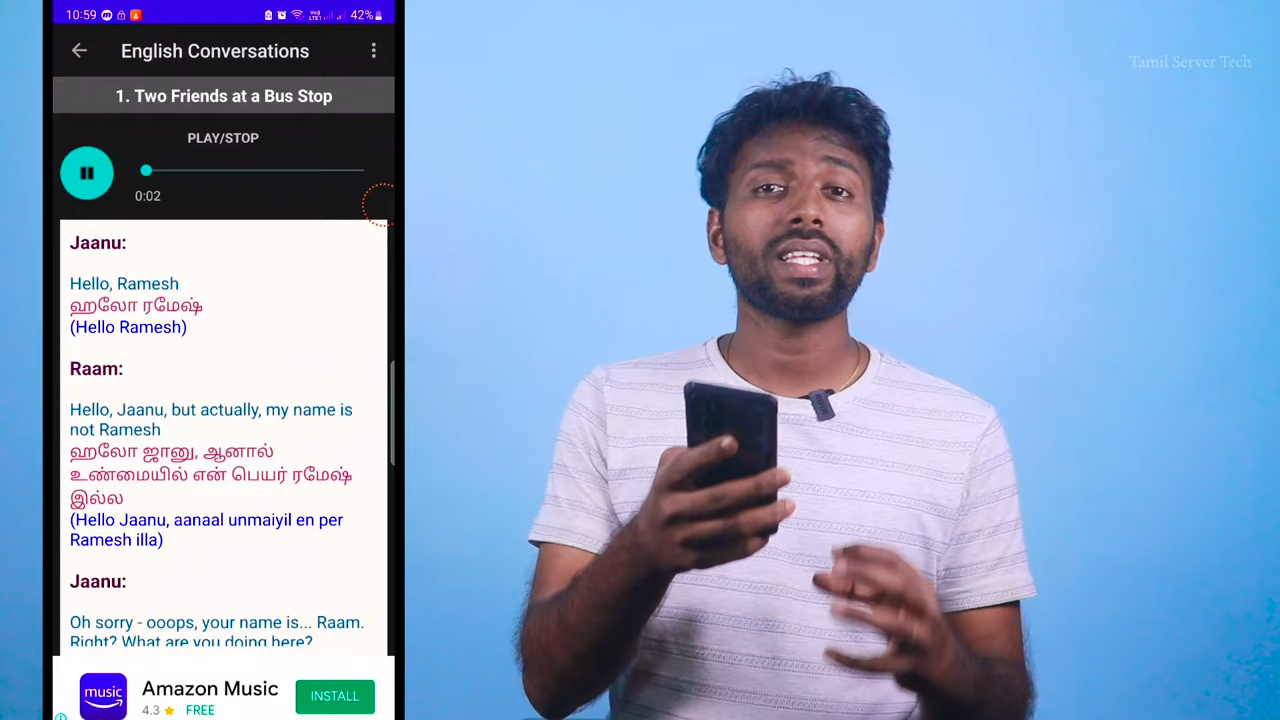 10:59
42%
English Conversations
1. Two Friends at a Bus Stop
PLAY/STOP
0:02
Jaanu:
Hello, Ramesh
ஹலோ ரமேஷ்
(Hello Ramesh)
Raam:
Hello, Jaanu, but actually, my name is
not Ramesh
ஹலோ ஜானு, ஆனால்
உண்மையில் என் பெயர் ரமேஷ்
இல்ல
(Hello Jaanu, aanaal unmaiyil en per
Ramesh illa)
Jaanu:
Oh sorry - ooops, your name is... Raam.
Right? What are you doing here?
music
Amazon Music
4.3 ★ FREE
INSTALL
Tamil Server Tech